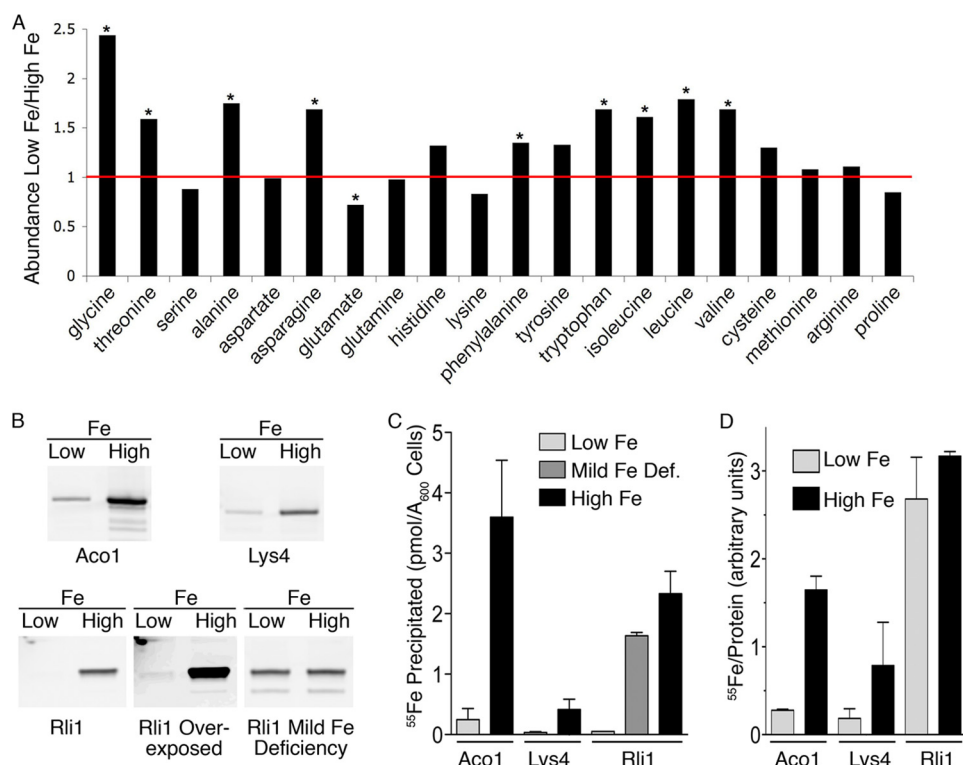 A
Abundance Low Fe/High Fe
2.5
2
1.5
1
0.5
0
*
*
*
*
*
*
*
*
*
*
glycine
threonine
serine
alanine
aspartate
asparagine
glutamate
glutamine
histidine
lysine
phenylalanine
tyrosine
tryptophan
isoleucine
leucine
valine
cysteine
methionine
arginine
proline
B
Fe
Low High
Aco1
Fe
Low High
Lys4
Fe
Low High
Rli1
Fe
Low High
Rli1 Over-
exposed
Fe
Low High
Rli1 Mild Fe
Deficiency
C
⁵⁵Fe Precipitated (pmol/A₆₀₀ Cells)
5
4
3
2
1
0
Low Fe
Mild Fe Def.
High Fe
Aco1 Lys4 Rli1
D
⁵⁵Fe/Protein (arbitrary units)
3
2
1
0
Low Fe
High Fe
Aco1 Lys4 Rli1